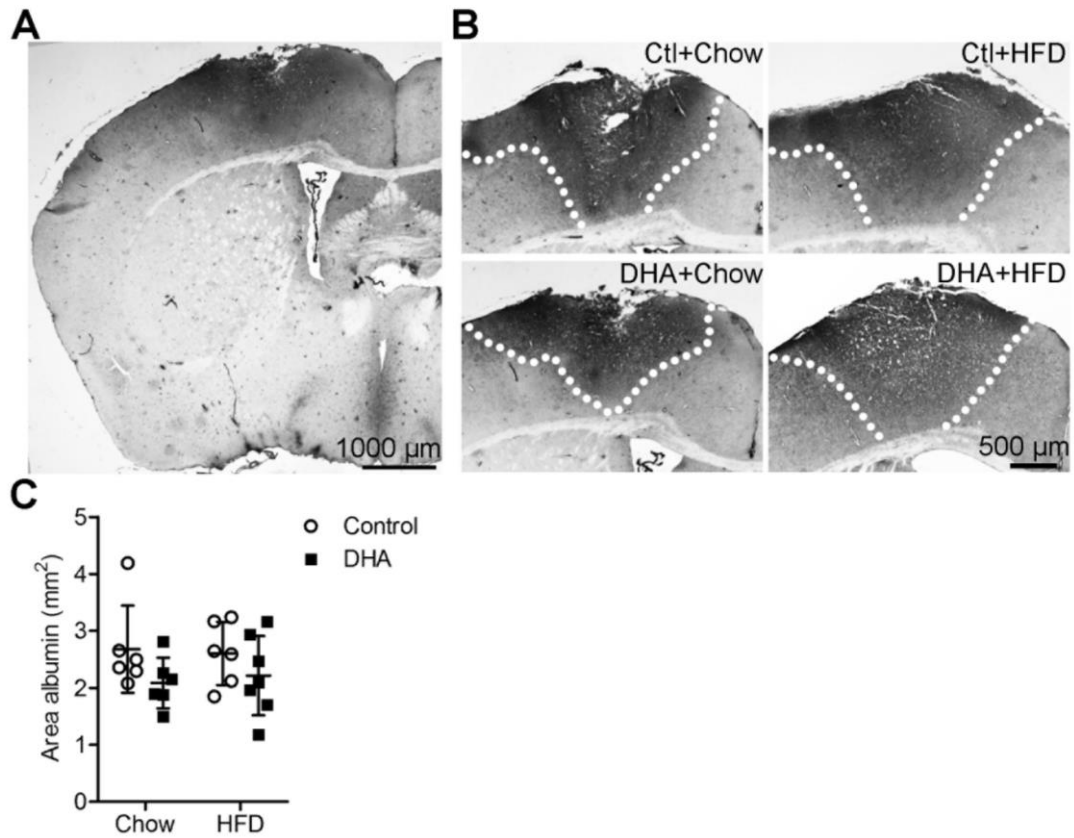 A
1000 µm
B
Ctl+Chow
Ctl+HFD
DHA+Chow
DHA+HFD
500 µm
C
5
4
3
2
1
0
Area albumin (mm²)
Chow
HFD
Control
DHA